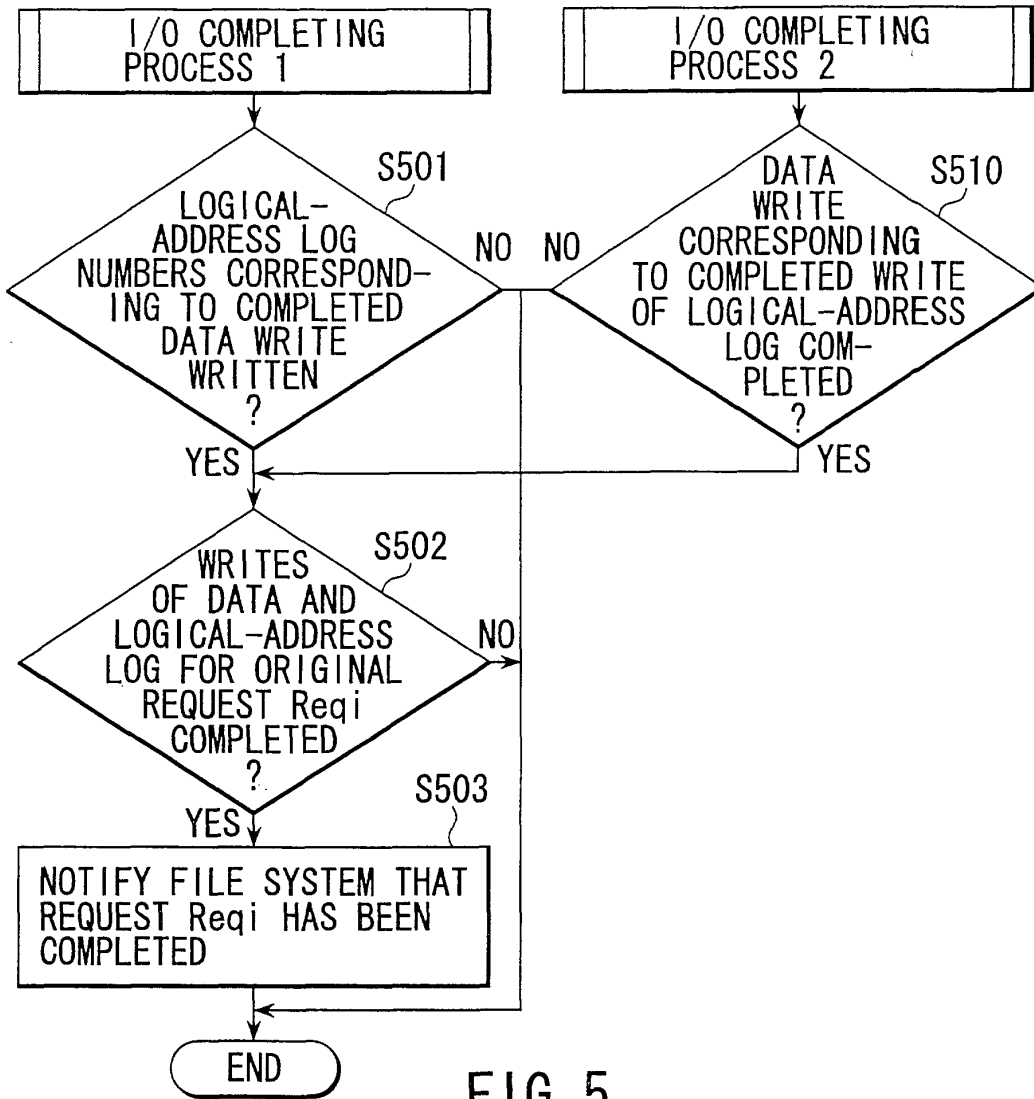 I/O COMPLETING
PROCESS 1
I/O COMPLETING
PROCESS 2
S501
LOGICAL-
ADDRESS LOG
NUMBERS CORRESPOND-
ING TO COMPLETED
DATA WRITE
WRITTEN
?
NO
YES
S510
DATA
WRITE
CORRESPONDING
TO COMPLETED WRITE
OF LOGICAL-ADDRESS
LOG COM-
PLETED
?
NO
YES
S502
WRITES
OF DATA AND
LOGICAL-ADDRESS
LOG FOR ORIGINAL
REQUEST Reqi
COMPLETED
?
NO
YES
S503
NOTIFY FILE SYSTEM THAT
REQUEST Reqi HAS BEEN
COMPLETED
END
FIG. 5